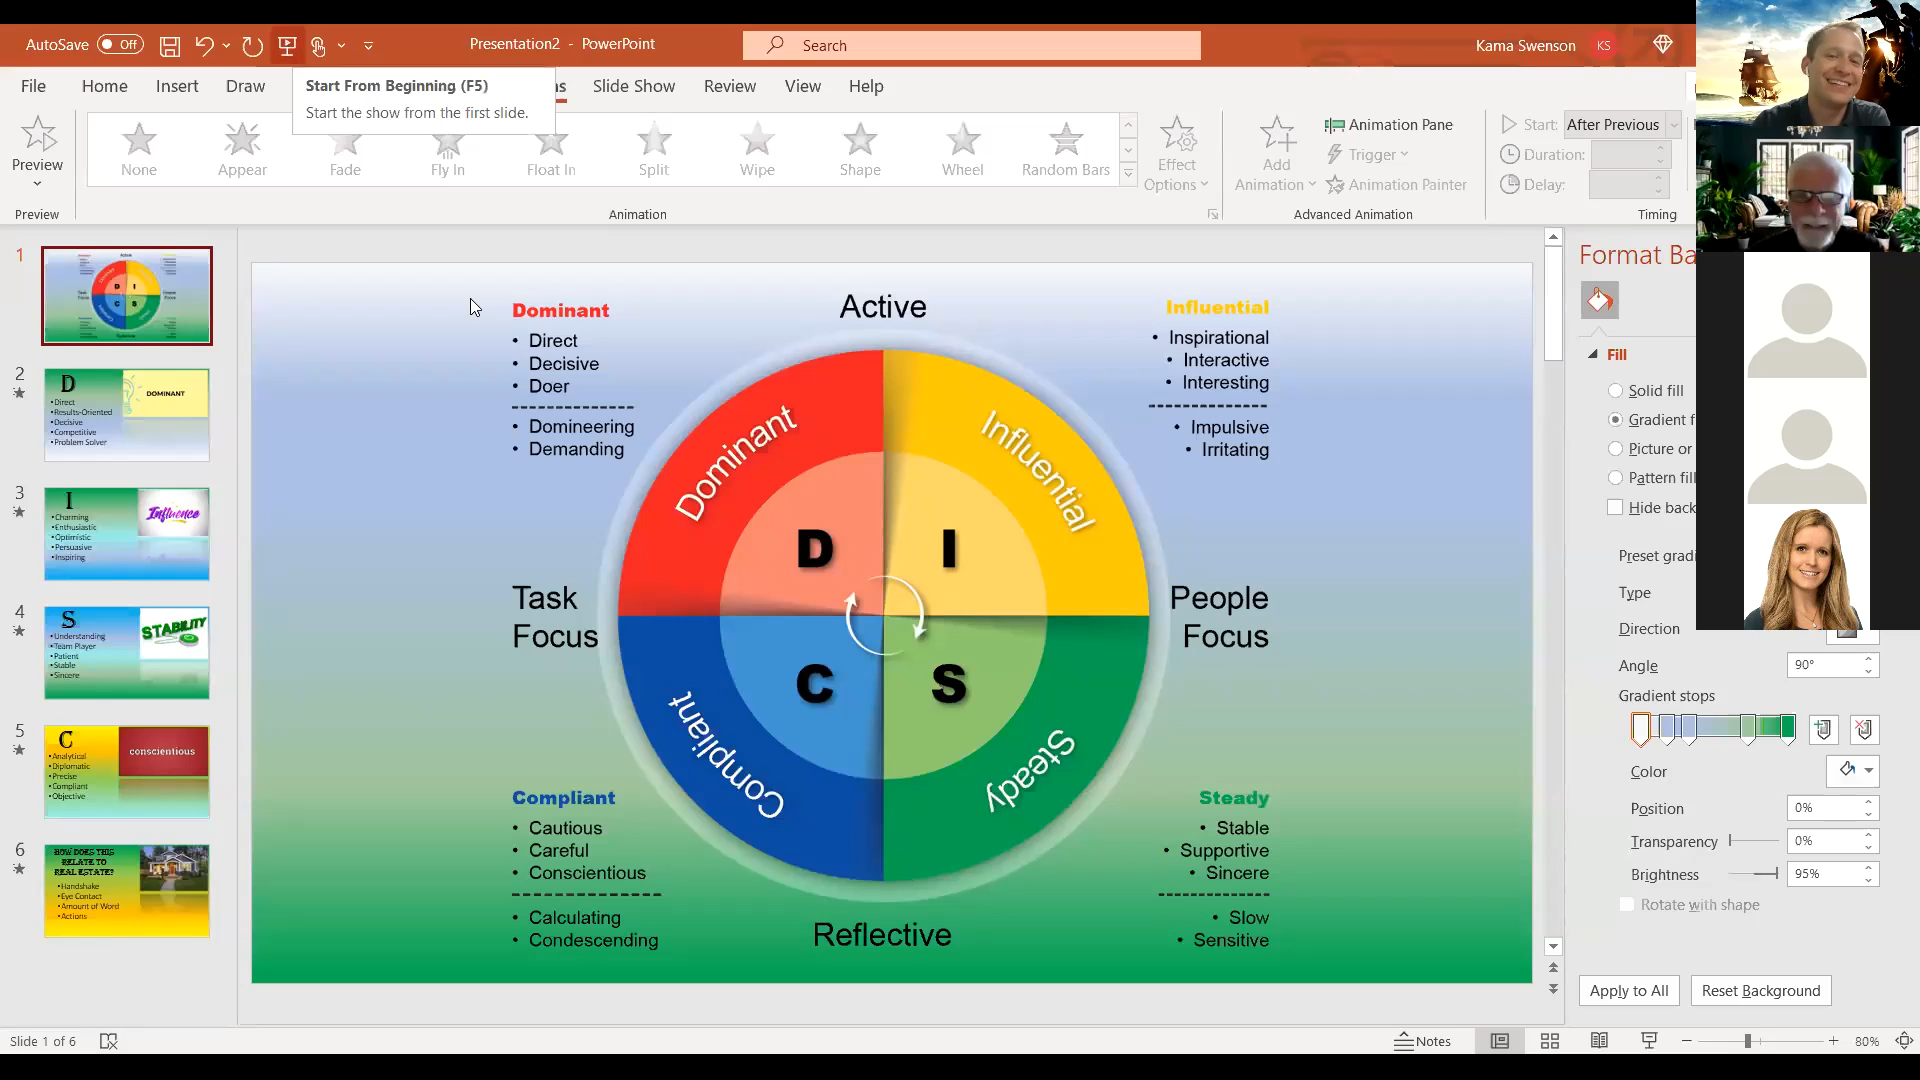 AutoSave Off
Presentation2 - PowerPoint
Search
Kama Swenson KS
File Home Insert Draw Slide Show Review View Help
Start From Beginning (F5)
Start the show from the first slide.
Preview
Preview
None Appear Fade Fly In Float In Split Wipe Shape Wheel Random Bars
Animation
Effect
Options
Add
Animation
Animation Pane
Trigger
Animation Painter
Advanced Animation
Start: After Previous
Duration:
Delay:
Timing
1
D I
C S
2
D
Direct
Results-Oriented
Decisive
Competitive
Problem Solver
DOMINANT
3
I
Charming
Enthusiastic
Optimistic
Persuasive
Inspiring
Influence
4
S
Understanding
Team Player
Patient
Stable
Sincere
STABILITY
5
C
Analytical
Diplomatic
Precise
Compliant
Objective
conscientious
6
HOW DOES THIS
RELATE TO
REAL ESTATE?
Handshake
Eye Contact
Amount of Word
Actions
Active
Dominant
• Direct
• Decisive
• Doer
• Domineering
• Demanding
Influential
• Inspirational
• Interactive
• Interesting
• Impulsive
• Irritating
Dominant
Influential
D I
Task
Focus
People
Focus
C S
Compliant
Steady
Compliant
• Cautious
• Careful
• Conscientious
• Calculating
• Condescending
Steady
• Stable
• Supportive
• Sincere
• Slow
• Sensitive
Reflective
Format Ba
Fill
Solid fill
Gradient f
Picture or
Pattern fill
Hide back
Preset gradi
Type
Direction
Angle 90°
Gradient stops
Color
Position 0%
Transparency 0%
Brightness 95%
Rotate with shape
Apply to All Reset Background
Slide 1 of 6
Notes
80%